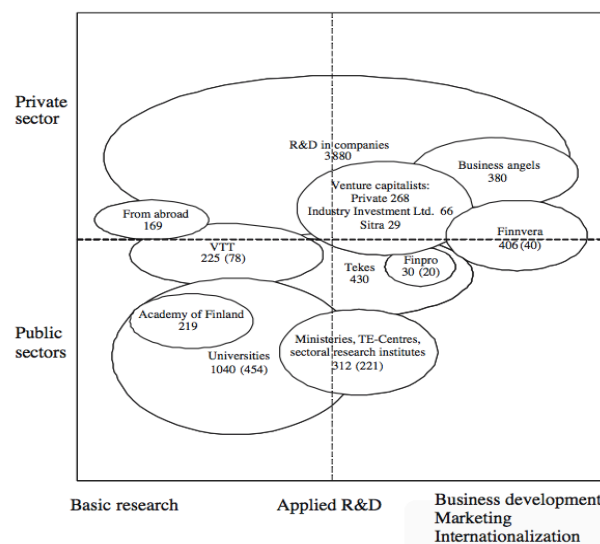 Private
sector
R&D in companies
3880
Business angels
380
Venture capitalists:
Private 268
Industry Investment Ltd. 66
Sitra 29
From abroad
169
Finnvera
406 (40)
VTT
225 (78)
Tekes
430
Finpro
30 (20)
Public
sectors
Academy of Finland
219
Ministeries, TE-Centres,
sectoral research institutes
312 (221)
Universities
1040 (454)
Basic research
Applied R&D
Business development
Marketing
Internationalization